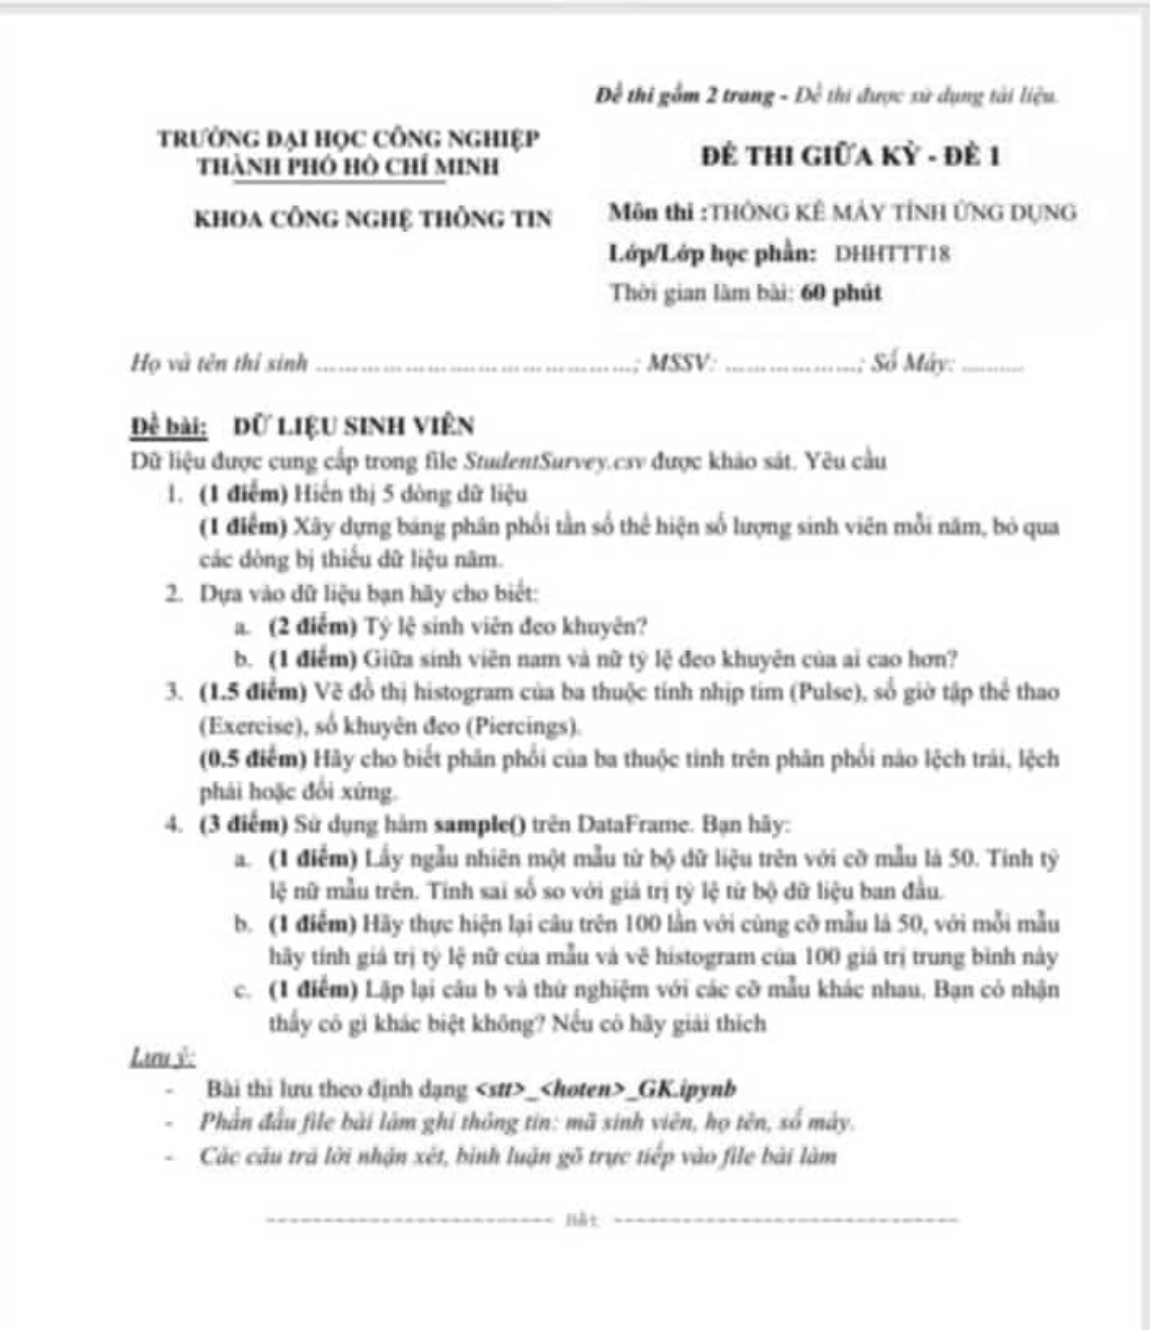 Đề thi gồm 2 trang - Đề thi được sử dụng tài liệu.
TRƯỜNG ĐẠI HỌC CÔNG NGHIỆP
THÀNH PHỐ HỒ CHÍ MINH
ĐỀ THI GIỮA KỲ - ĐỀ 1
KHOA CÔNG NGHỆ THÔNG TIN
Môn thi :THỐNG KÊ MÁY TÍNH ỨNG DỤNG
Lớp/Lớp học phần: DHHTTT18
Thời gian làm bài: 60 phút
Họ và tên thí sinh ........................................; MSSV: ..................; Số Máy: ..........
Đề bài: DỮ LIỆU SINH VIÊN
Dữ liệu được cung cấp trong file StudentSurvey.csv được khảo sát. Yêu cầu
1. (1 điểm) Hiển thị 5 dòng dữ liệu
(1 điểm) Xây dựng bảng phân phối tần số thể hiện số lượng sinh viên mỗi năm, bỏ qua
các dòng bị thiếu dữ liệu năm.
2. Dựa vào dữ liệu bạn hãy cho biết:
a. (2 điểm) Tỷ lệ sinh viên đeo khuyên?
b. (1 điểm) Giữa sinh viên nam và nữ tỷ lệ đeo khuyên của ai cao hơn?
3. (1.5 điểm) Vẽ đồ thị histogram của ba thuộc tính nhịp tim (Pulse), số giờ tập thể thao
(Exercise), số khuyên đeo (Piercings).
(0.5 điểm) Hãy cho biết phân phối của ba thuộc tính trên phân phối nào lệch trái, lệch
phải hoặc đối xứng.
4. (3 điểm) Sử dụng hàm sample() trên DataFrame. Bạn hãy:
a. (1 điểm) Lấy ngẫu nhiên một mẫu từ bộ dữ liệu trên với cỡ mẫu là 50. Tính tỷ
lệ nữ mẫu trên. Tính sai số so với giá trị tỷ lệ từ bộ dữ liệu ban đầu.
b. (1 điểm) Hãy thực hiện lại câu trên 100 lần với cùng cỡ mẫu là 50, với mỗi mẫu
hãy tính giá trị tỷ lệ nữ của mẫu và vẽ histogram của 100 giá trị trung bình này
c. (1 điểm) Lặp lại câu b và thử nghiệm với các cỡ mẫu khác nhau. Bạn có nhận
thấy có gì khác biệt không? Nếu có hãy giải thích
Lưu ý:
- Bài thi lưu theo định dạng <stt>_<hoten>_GK.ipynb
- Phần đầu file bài làm ghi thông tin: mã sinh viên, họ tên, số máy.
- Các câu trả lời nhận xét, bình luận gõ trực tiếp vào file bài làm
------------------------------ Hết ------------------------------------